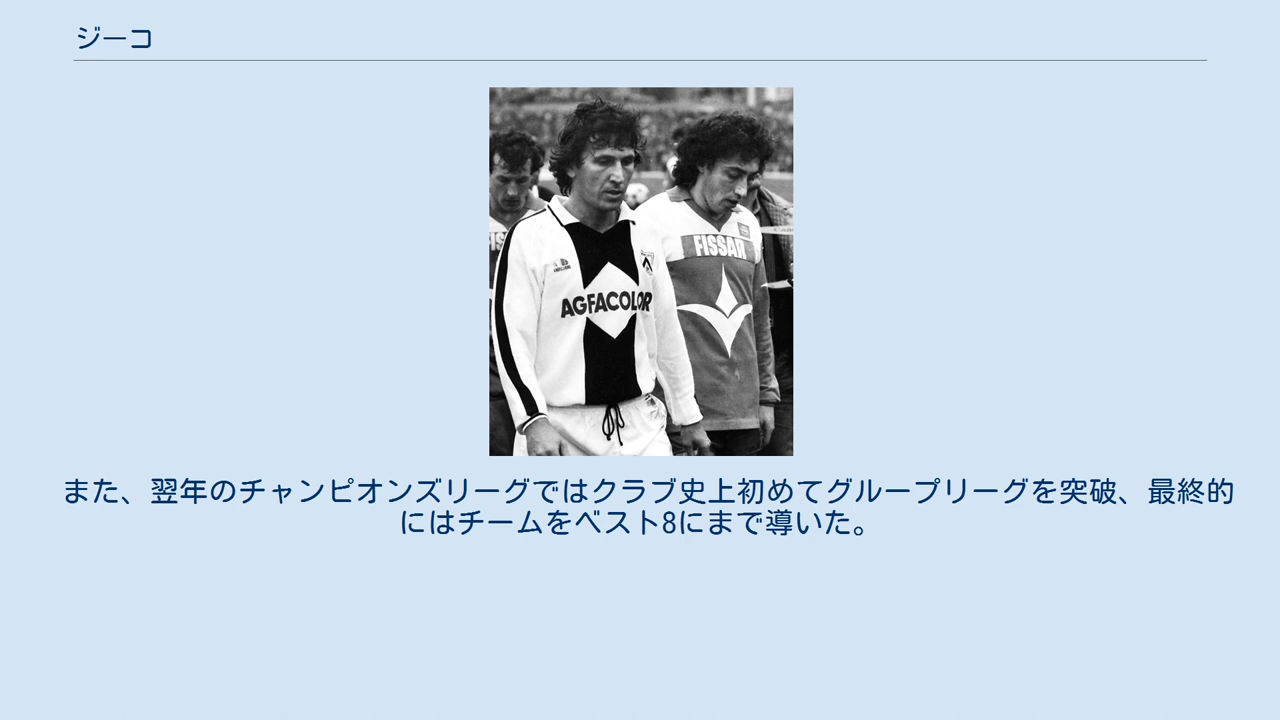 ジーコ
FISSAR
AGFACOLOR
また、翌年のチャンピオンズリーグではクラブ史上初めてグループリーグを突破、最終的
にはチームをベスト8にまで導いた。